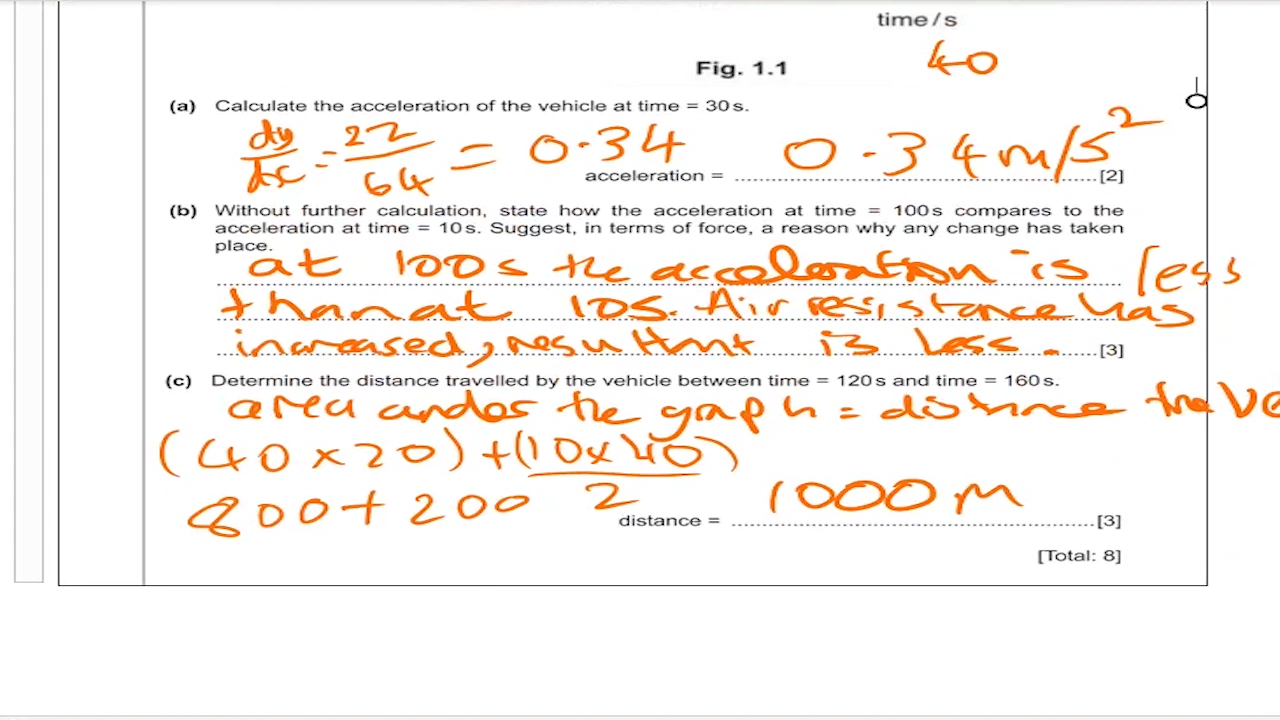 time / s
40
Fig. 1.1
(a) Calculate the acceleration of the vehicle at time = 30 s.
dy/dx = 22/64 = 0.34
acceleration = 0.34 m/s² [2]
(b) Without further calculation, state how the acceleration at time = 100 s compares to the
acceleration at time = 10 s. Suggest, in terms of force, a reason why any change has taken
place.
at 100s the acceleration is less
than at 10s. Air resistance has
increased, resultant is less. [3]
(c) Determine the distance travelled by the vehicle between time = 120 s and time = 160 s.
area under the graph = distance trave
(40 x 20) + (10 x 40)/2
800 + 200
distance = 1000 m [3]
[Total: 8]